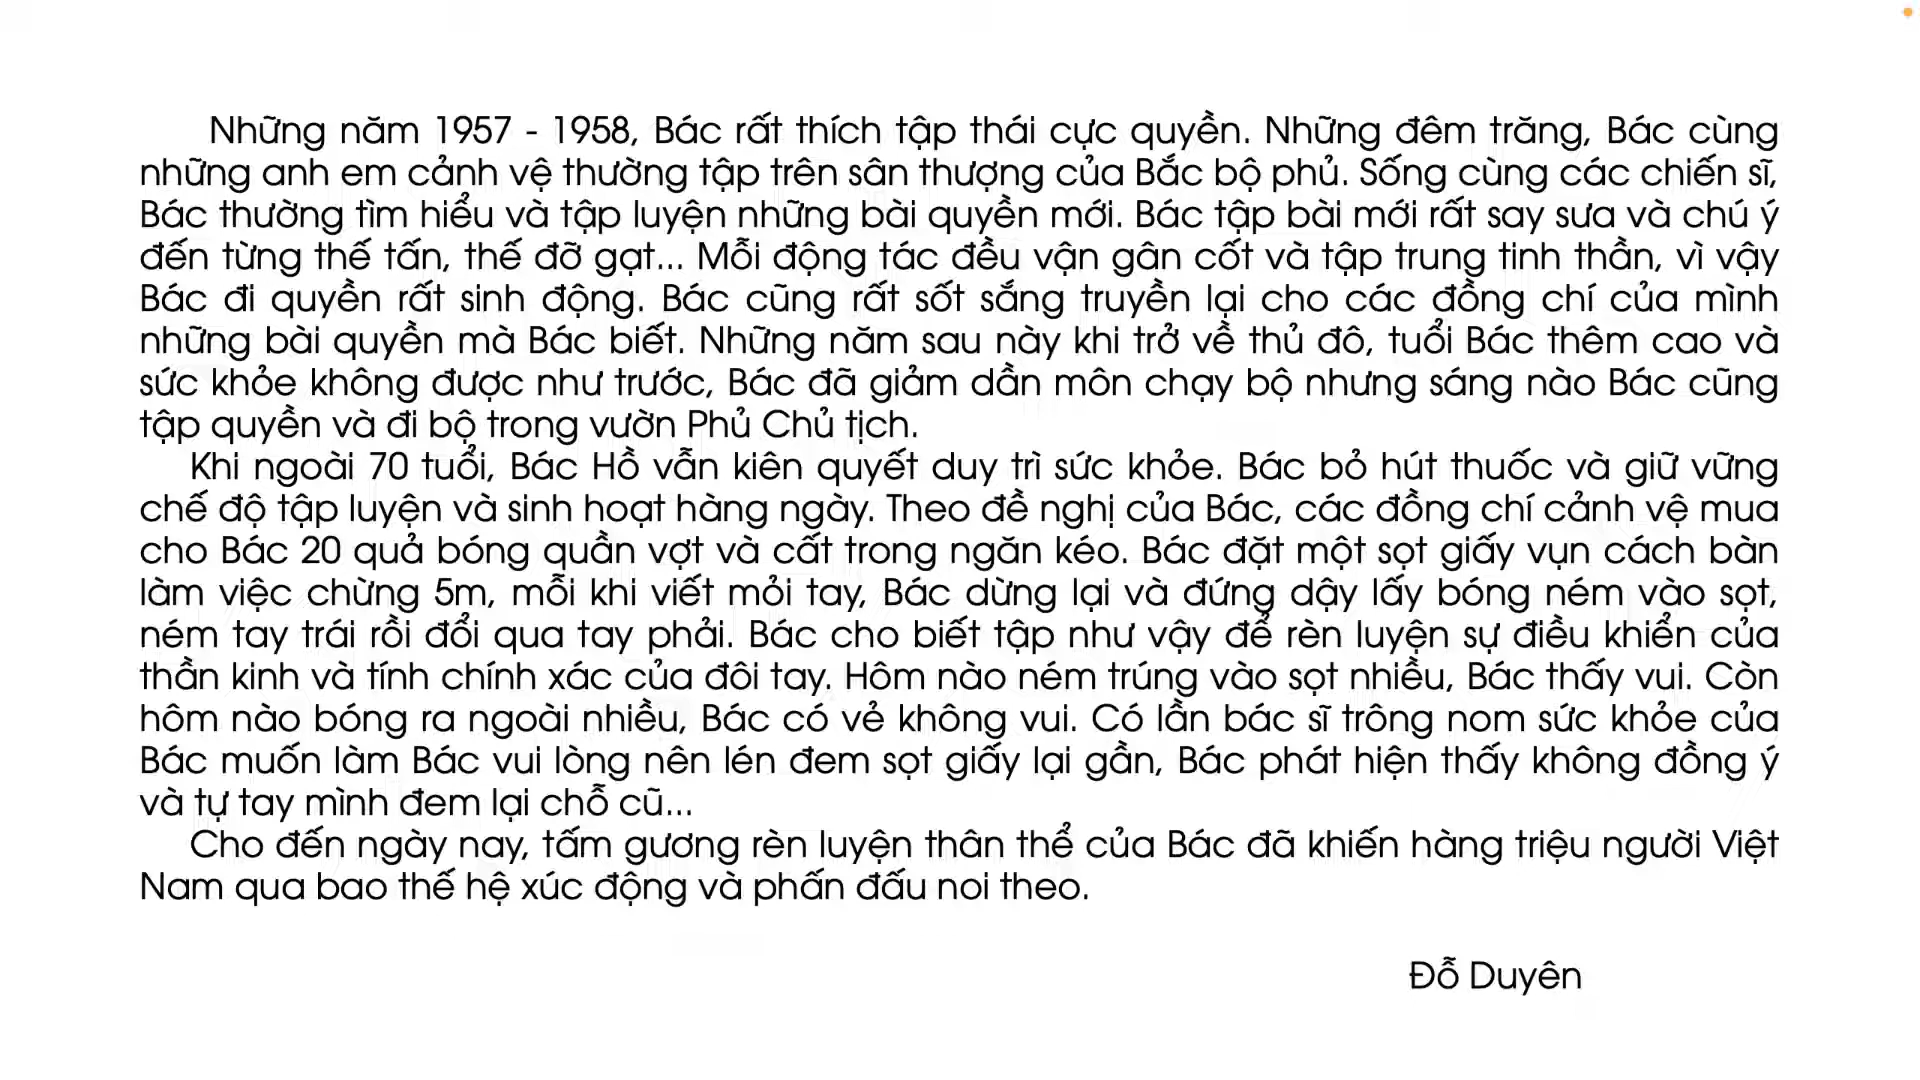 Những năm 1957 - 1958, Bác rất thích tập thái cực quyền. Những đêm trăng, Bác cùng
những anh em cảnh vệ thường tập trên sân thượng của Bắc bộ phủ. Sống cùng các chiến sĩ,
Bác thường tìm hiểu và tập luyện những bài quyền mới. Bác tập bài mới rất say sưa và chú ý
đến từng thế tấn, thế đỡ gạt... Mỗi động tác đều vận gân cốt và tập trung tinh thần, vì vậy
Bác đi quyền rất sinh động. Bác cũng rất sốt sắng truyền lại cho các đồng chí của mình
những bài quyền mà Bác biết. Những năm sau này khi trở về thủ đô, tuổi Bác thêm cao và
sức khỏe không được như trước, Bác đã giảm dần môn chạy bộ nhưng sáng nào Bác cũng
tập quyền và đi bộ trong vườn Phủ Chủ tịch.
Khi ngoài 70 tuổi, Bác Hồ vẫn kiên quyết duy trì sức khỏe. Bác bỏ hút thuốc và giữ vững
chế độ tập luyện và sinh hoạt hàng ngày. Theo đề nghị của Bác, các đồng chí cảnh vệ mua
cho Bác 20 quả bóng quần vợt và cất trong ngăn kéo. Bác đặt một sọt giấy vụn cách bàn
làm việc chừng 5m, mỗi khi viết mỏi tay, Bác dừng lại và đứng dậy lấy bóng ném vào sọt,
ném tay trái rồi đổi qua tay phải. Bác cho biết tập như vậy để rèn luyện sự điều khiển của
thần kinh và tính chính xác của đôi tay. Hôm nào ném trúng vào sọt nhiều, Bác thấy vui. Còn
hôm nào bóng ra ngoài nhiều, Bác có vẻ không vui. Có lần bác sĩ trông nom sức khỏe của
Bác muốn làm Bác vui lòng nên lén đem sọt giấy lại gần, Bác phát hiện thấy không đồng ý
và tự tay mình đem lại chỗ cũ...
Cho đến ngày nay, tấm gương rèn luyện thân thể của Bác đã khiến hàng triệu người Việt
Nam qua bao thế hệ xúc động và phấn đấu noi theo.
Đỗ Duyên